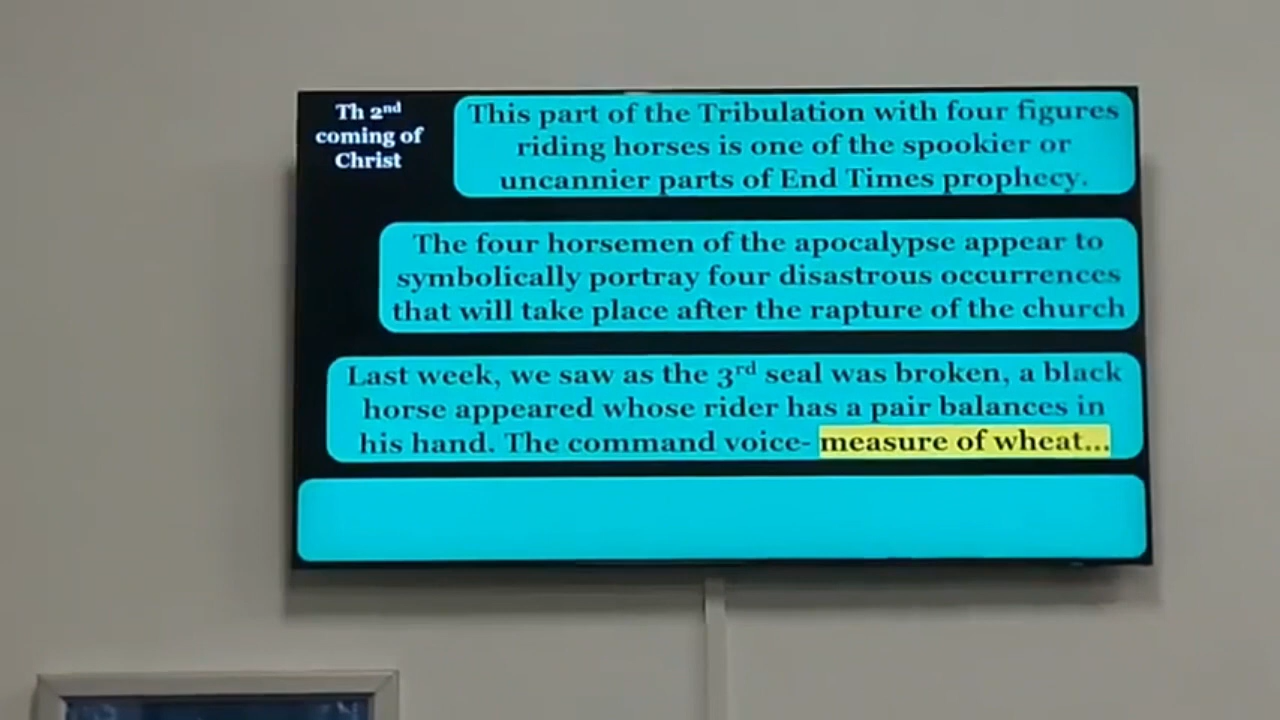 Th 2nd
coming of
Christ
This part of the Tribulation with four figures
riding horses is one of the spookier or
uncannier parts of End Times prophecy.
The four horsemen of the apocalypse appear to
symbolically portray four disastrous occurrences
that will take place after the rapture of the church
Last week, we saw as the 3rd seal was broken, a black
horse appeared whose rider has a pair balances in
his hand. The command voice- measure of wheat...